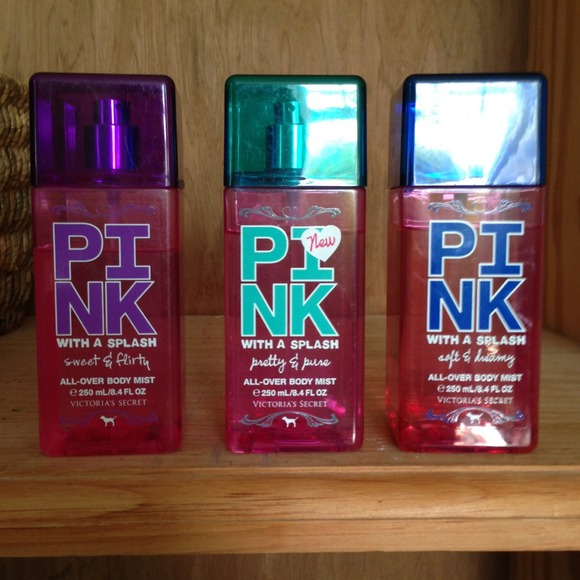 PI
NK
WITH A SPLASH
sweet & flirty
ALL-OVER BODY MIST
℮ 250 mL/8.4 FL OZ
VICTORIA'S SECRET
New
PI
NK
WITH A SPLASH
pretty & pure
ALL-OVER BODY MIST
℮ 250 mL/8.4 FL OZ
VICTORIA'S SECRET
PI
NK
WITH A SPLASH
soft & dreamy
ALL-OVER BODY MIST
℮ 250 mL/8.4 FL OZ
VICTORIA'S SECRET